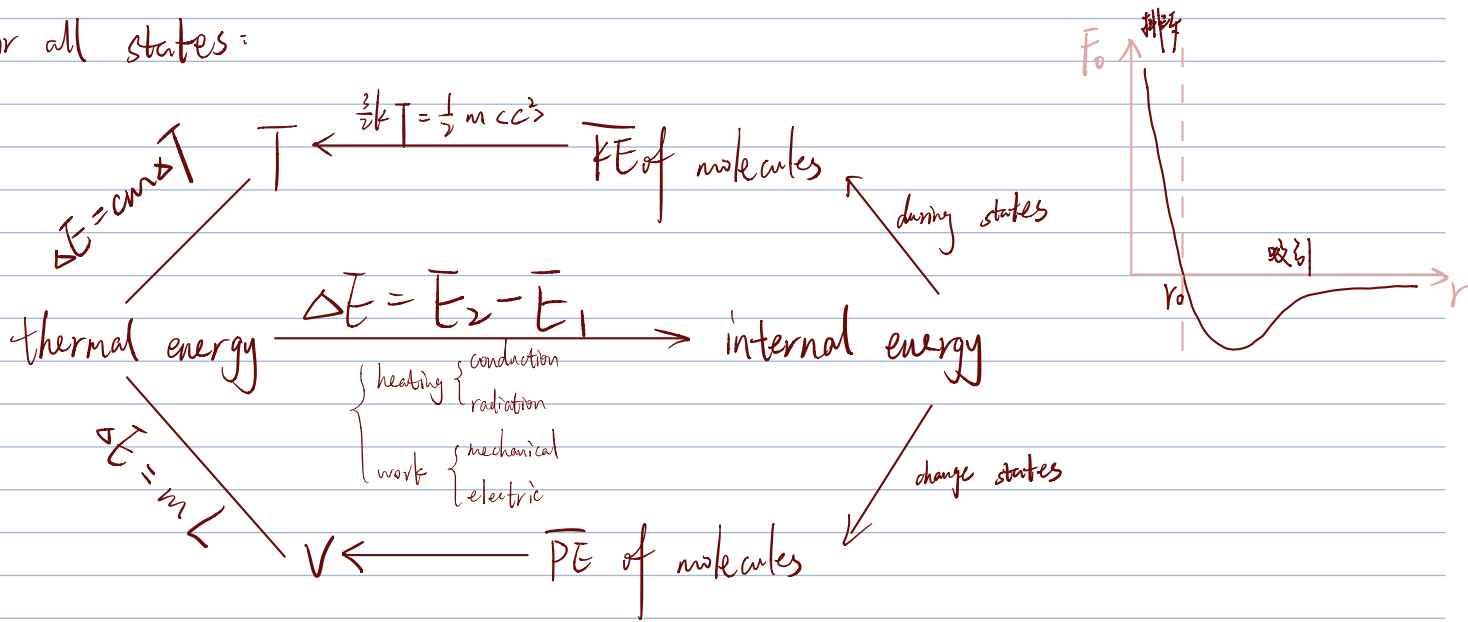 r all states:
3/2 kT = 1/2 m <c²>
T
K̅E̅ of molecules
ΔE = cmΔT
during states
ΔE = E₂ - E₁
thermal energy
internal energy
heating { conduction
radiation
work { mechanical
electric
ΔE = mL
change states
V
P̅E̅ of molecules
排斥
F₀
吸引
r₀
r